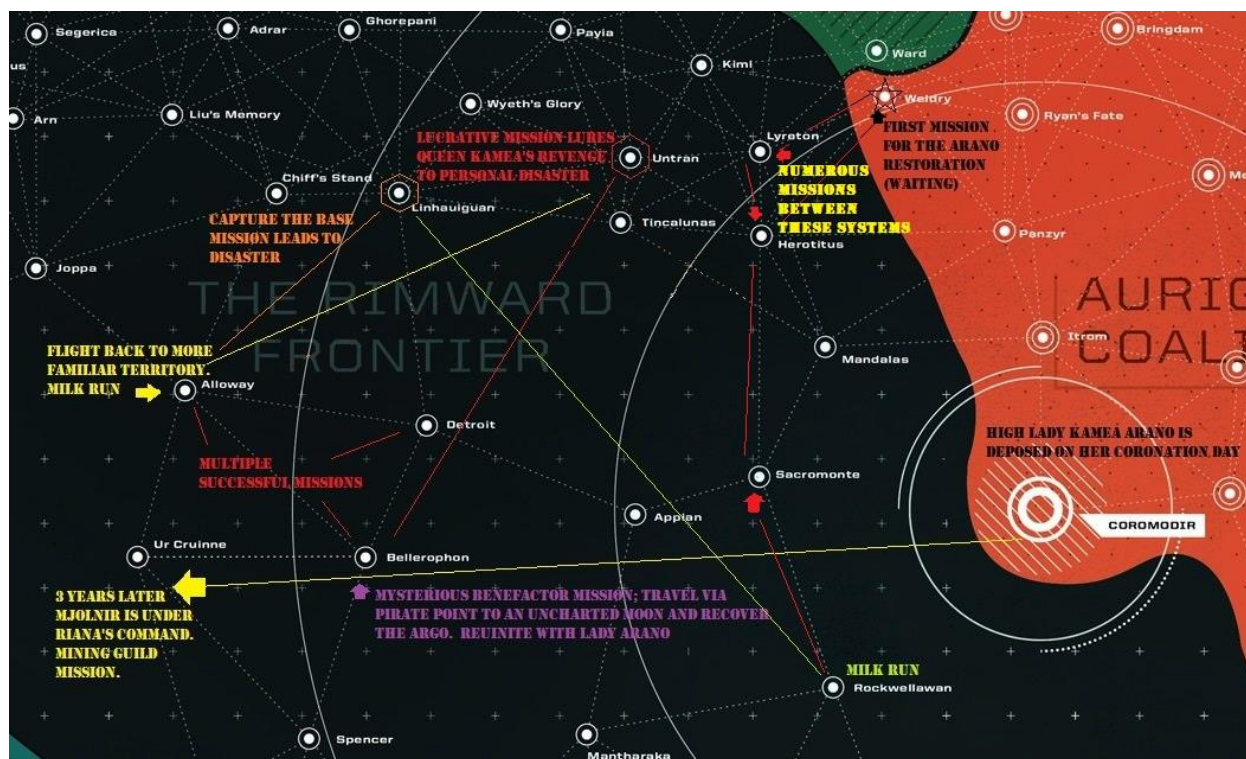 Segerica
Adrar
Ghorepani
Payia
Ward
Bringdam
us
Kimi
Weldry
Arn
Liu's Memory
Wyeth's Glory
Ryan's Fate
LUCRATIVE MISSION LURES
QUEEN KAMEA'S REVENGE
TO PERSONAL DISASTER
Untran
Lyreton
FIRST MISSION
FOR THE ARANO
RESTORATION
(WAITING)
NUMEROUS
MISSIONS
BETWEEN
THESE SYSTEMS
Me
Chiff's Stand
Linhauiguan
Tincalunas
Herotitus
Panzyr
CAPTURE THE BASE
MISSION LEADS TO
DISASTER
Joppa
THE RIMWARD
FRONTIER
AURIG
COALI
Itrom
Mandalas
FLIGHT BACK TO MORE
FAMILIAR TERRITORY.
MILK RUN
Alloway
Detroit
HIGH LADY KAMEA ARANO IS
DEPOSED ON HER CORONATION DAY
MULTIPLE
SUCCESSFUL MISSIONS
Sacromonte
Appian
COROMODIR
Ur Cruinne
Bellerophon
3 YEARS LATER
MJOLNIR IS UNDER
RIANA'S COMMAND.
MINING GUILD
MISSION.
MYSTERIOUS BENEFACTOR MISSION; TRAVEL VIA
PIRATE POINT TO AN UNCHARTED MOON AND RECOVER
THE ARGO. REUINITE WITH LADY ARANO
MILK RUN
Rockwellawan
Spencer
Mantharaka